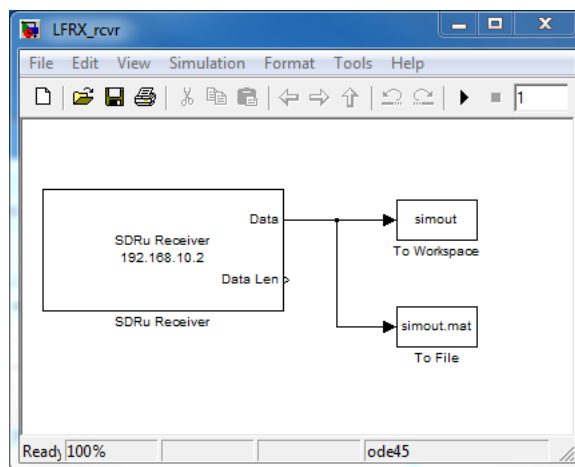 LFRX_rcvr
File Edit View Simulation Format Tools Help
1
Data
SDRu Receiver
192.168.10.2
Data Len
SDRu Receiver
simout
To Workspace
simout.mat
To File
Ready 100% ode45